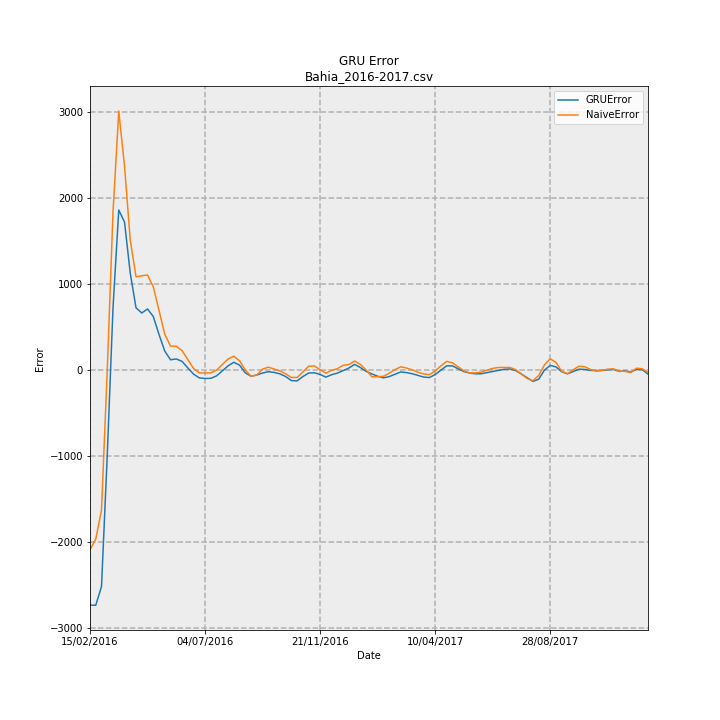 GRU Error
Bahia_2016-2017.csv
GRUError
NaiveError
3000
2000
1000
0
−1000
−2000
−3000
Error
15/02/2016
04/07/2016
21/11/2016
10/04/2017
28/08/2017
Date